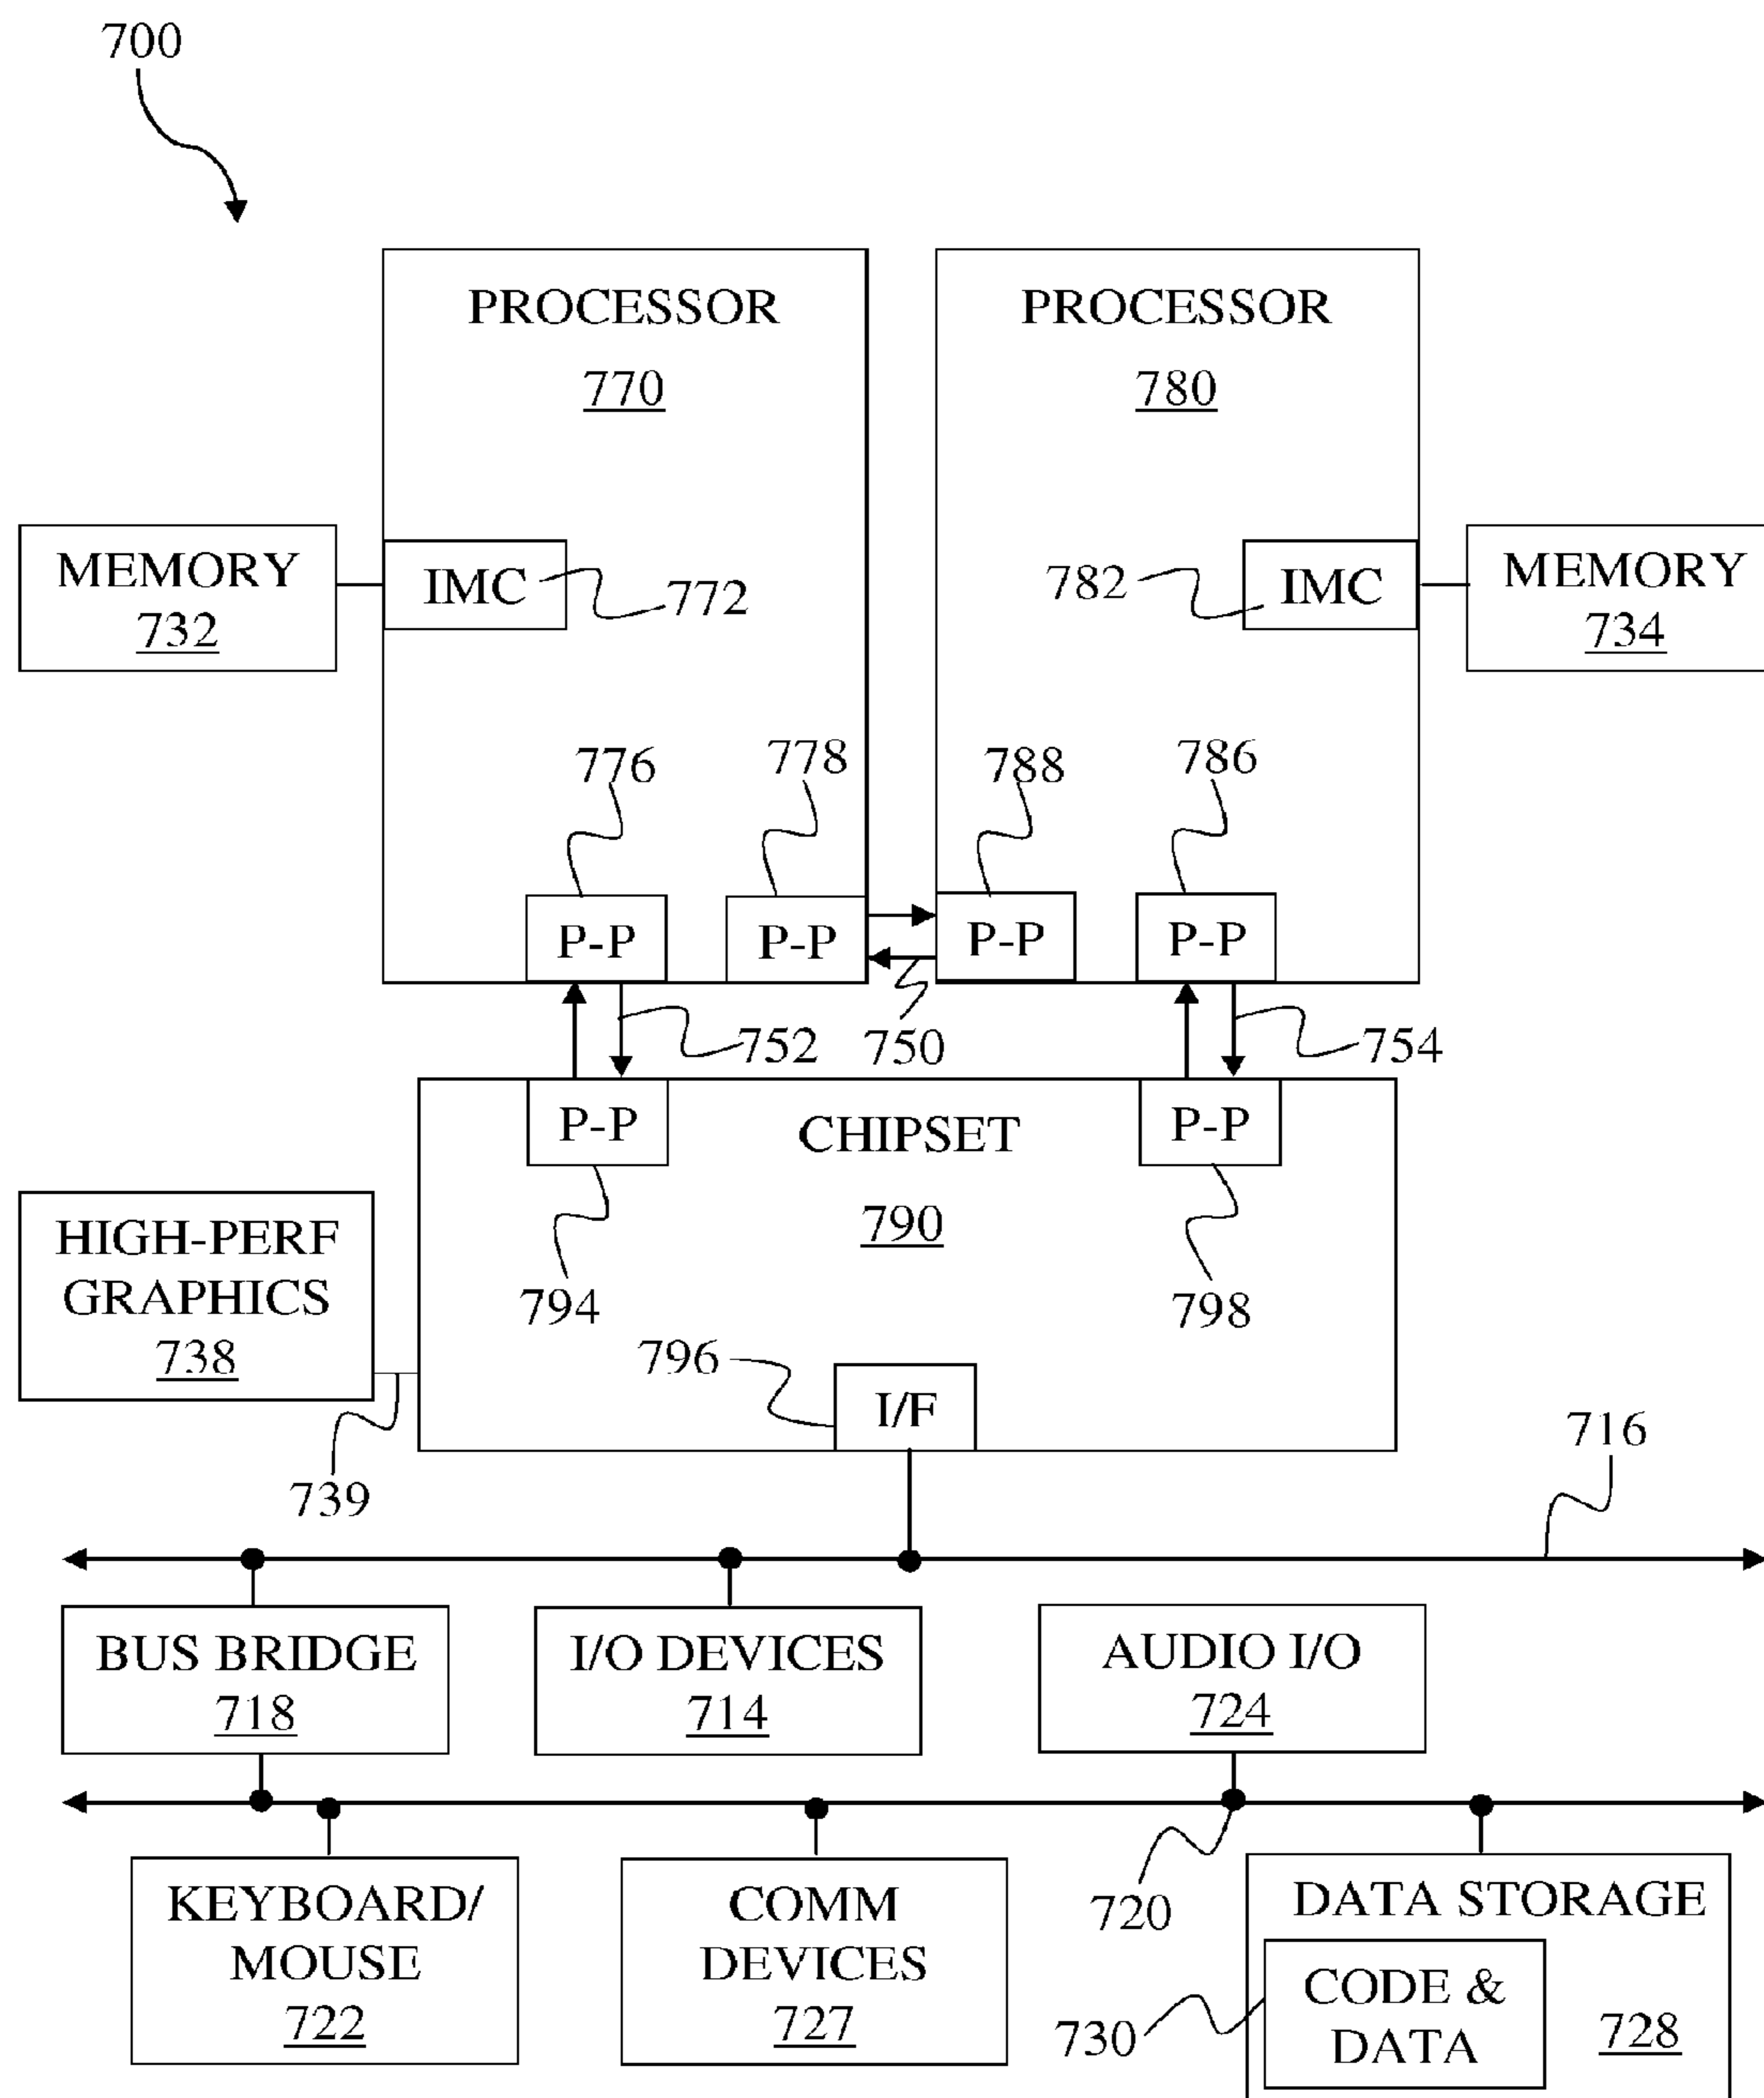 700
PROCESSOR
770
PROCESSOR
780
MEMORY
732
IMC
772
782
IMC
MEMORY
734
776
778
788
786
P-P
P-P
P-P
P-P
752
750
754
P-P
CHIPSET
P-P
790
HIGH-PERF
GRAPHICS
738
794
798
796
I/F
739
716
BUS BRIDGE
718
I/O DEVICES
714
AUDIO I/O
724
KEYBOARD/
MOUSE
722
COMM
DEVICES
727
720
DATA STORAGE
CODE &
DATA
730
728